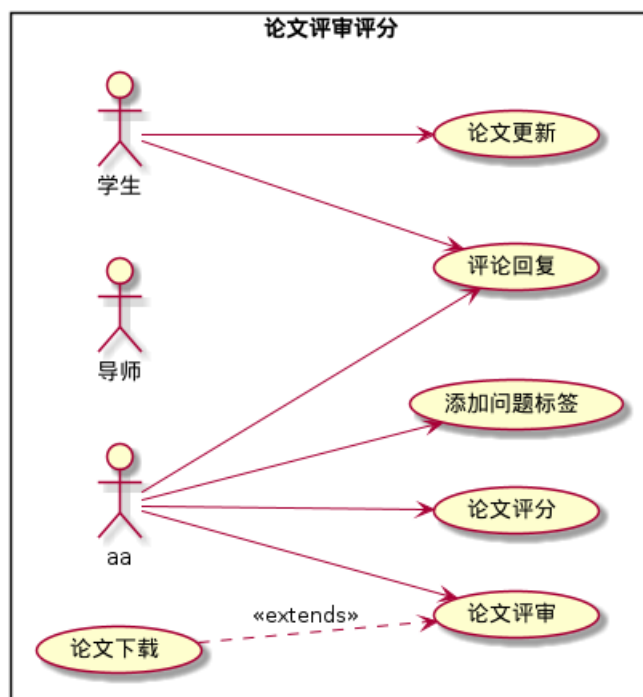 论文评审评分
学生
论文更新
评论回复
导师
添加问题标签
论文评分
aa
论文评审
«extends»
论文下载